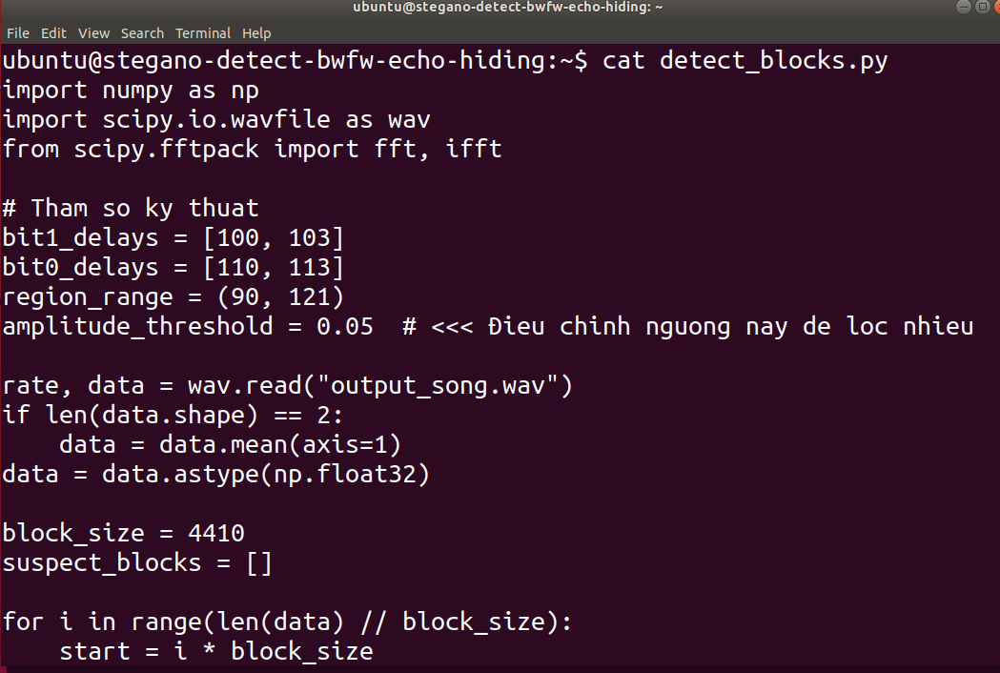 ubuntu@stegano-detect-bwfw-echo-hiding: ~
File Edit View Search Terminal Help
ubuntu@stegano-detect-bwfw-echo-hiding:~$ cat detect_blocks.py
import numpy as np
import scipy.io.wavfile as wav
from scipy.fftpack import fft, ifft

# Tham so ky thuat
bit1_delays = [100, 103]
bit0_delays = [110, 113]
region_range = (90, 121)
amplitude_threshold = 0.05  # <<< Đieu chinh nguong nay de loc nhieu

rate, data = wav.read("output_song.wav")
if len(data.shape) == 2:
    data = data.mean(axis=1)
data = data.astype(np.float32)

block_size = 4410
suspect_blocks = []

for i in range(len(data) // block_size):
    start = i * block_size